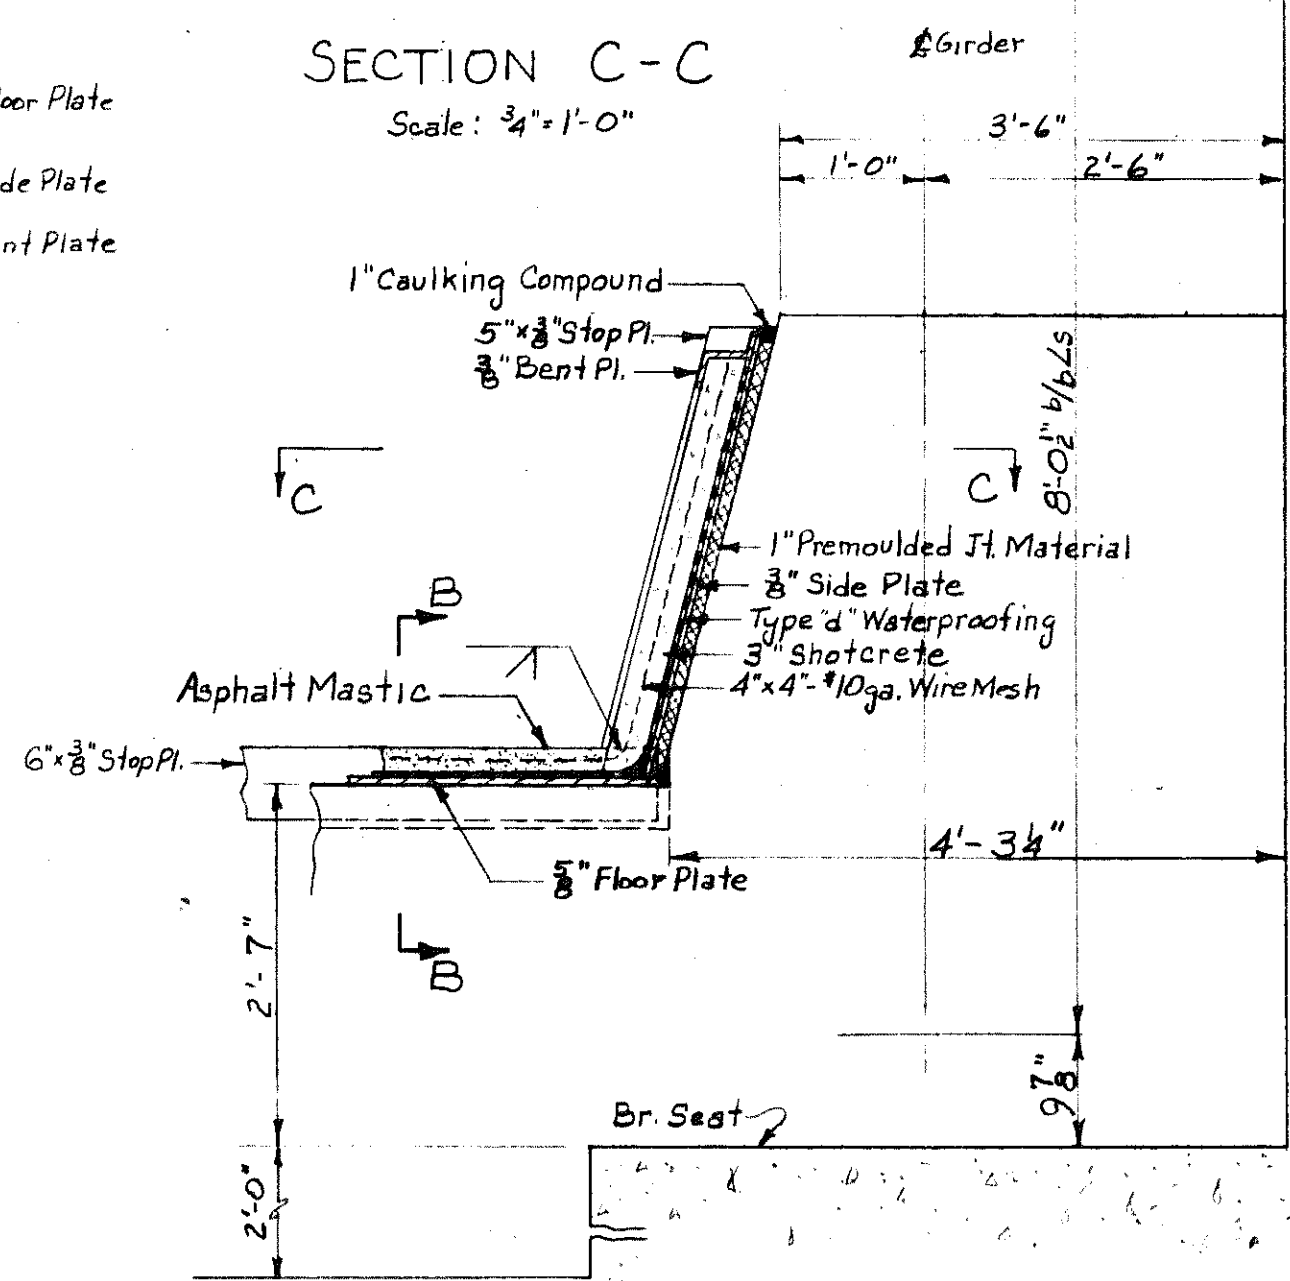 SECTION C-C
Scale: 3/4"=1'-0"
℄ Girder
loor Plate
de Plate
nt Plate
3'-6"
1'-0"
2'-6"
1" Caulking Compound
5"x3/8" Stop Pl.
3/8" Bent Pl.
8'-0 1/2" b/b Ls
C
C
1" Premoulded Jt. Material
3/8" Side Plate
B
Type "d" Waterproofing
3" Shotcrete
Asphalt Mastic
4"x4"-#10ga. Wire Mesh
6"x3/8" Stop Pl.
4'-3 1/4"
5/8" Floor Plate
2'-7"
B
9 7/8"
Br. Seat
2'-0"